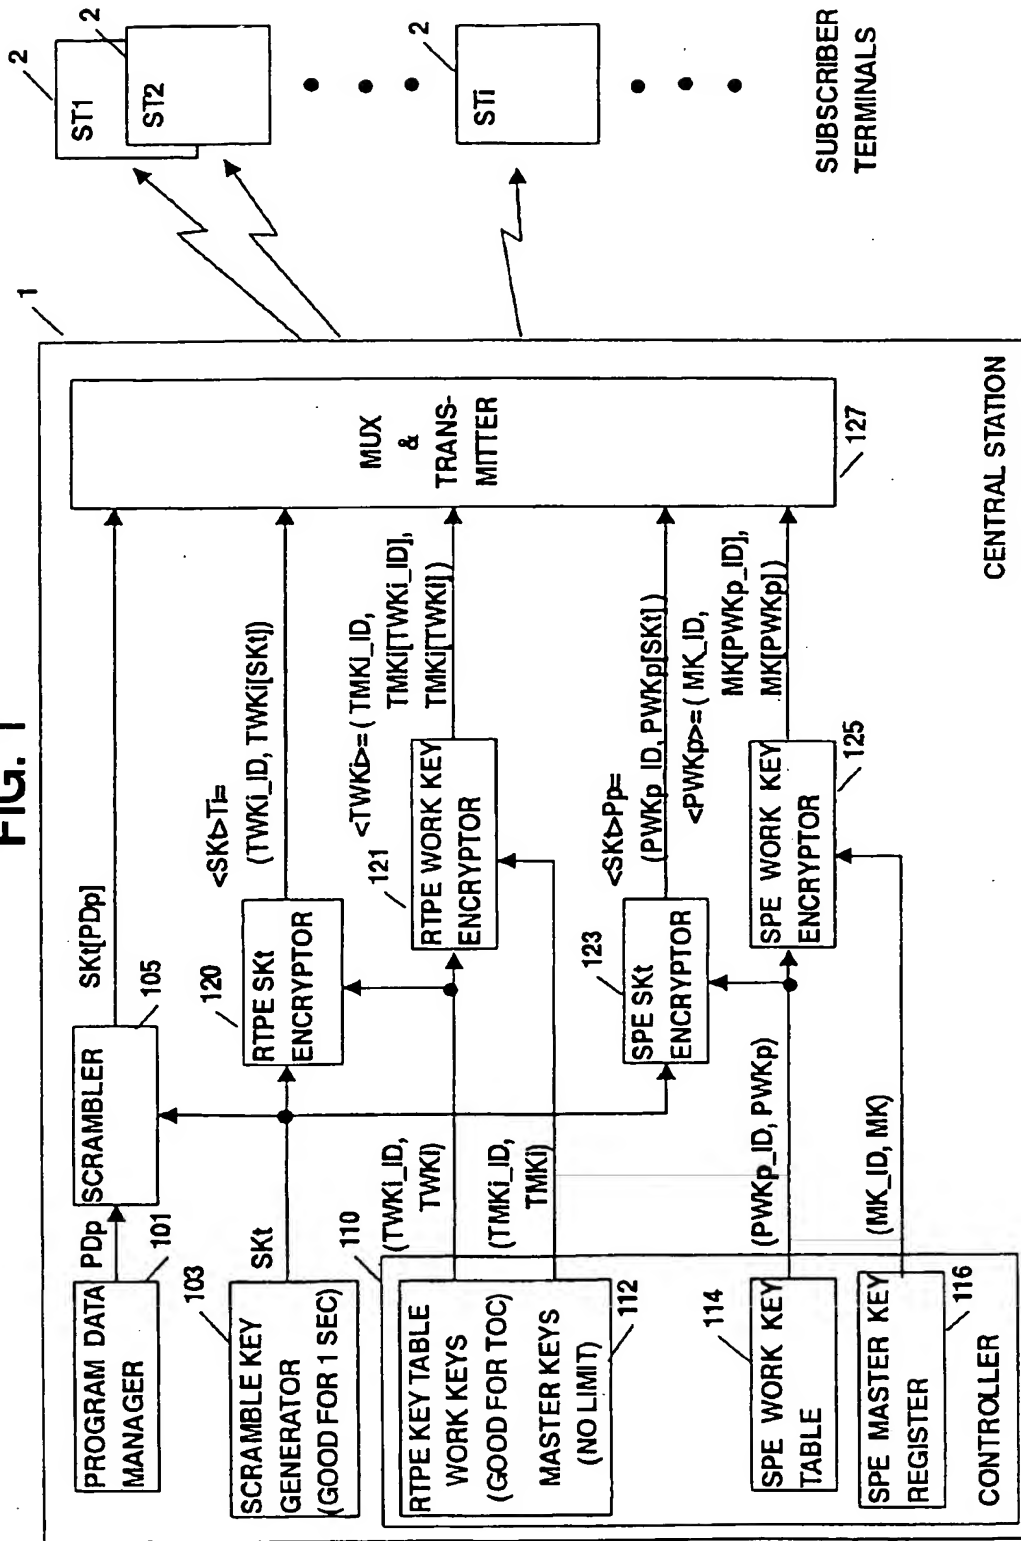 FIG. 1
PROGRAM DATA
MANAGER
101
PDp
SCRAMBLER
105
SKt[PDp]
SCRAMBLE KEY
GENERATOR
(GOOD FOR 1 SEC)
103
SKt
RTPE SKt
ENCRYPTOR
120
<SKt>Ti=
(TWKi_ID, TWKi[SKt])
110
RTPE KEY TABLE
WORK KEYS
(GOOD FOR TOC)
MASTER KEYS
(NO LIMIT)
112
(TWKi_ID,
TWKi)
(TMKi_ID,
TMKi)
121
RTPE WORK KEY
ENCRYPTOR
<TWKi>=( TMKi_ID,
TMKi[TWKi_ID],
TMKi[TWKi])
123
SPE SKt
ENCRYPTOR
<SKt>Pp=
(PWKp_ID, PWKp[SKt])
114
SPE WORK KEY
TABLE
(PWKp_ID, PWKp)
SPE WORK KEY
ENCRYPTOR
125
<PWKp>=( MK_ID,
MK[PWKp_ID],
MK[PWKp])
SPE MASTER KEY
REGISTER
116
(MK_ID, MK)
CONTROLLER
MUX
&
TRANS-
MITTER
127
CENTRAL STATION
1
2
ST1
2
ST2
2
STi
SUBSCRIBER
TERMINALS